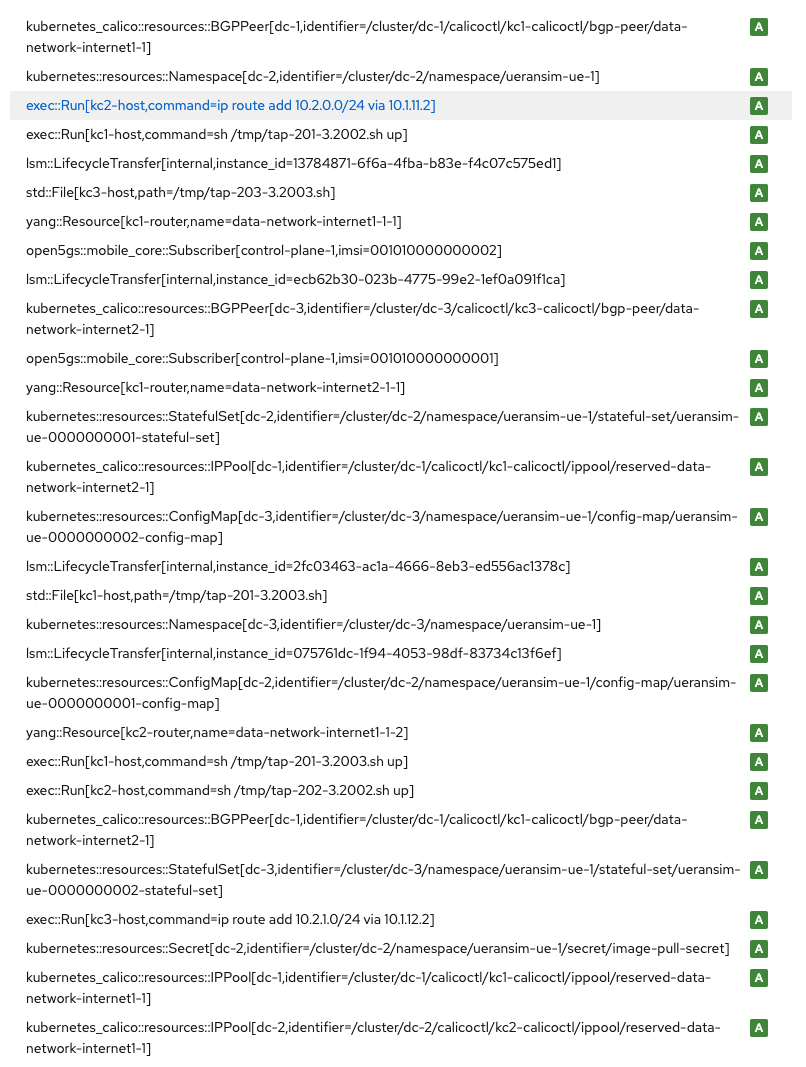 kubernetes_calico::resources::BGPPeer[dc-1,identifier=/cluster/dc-1/calicoctl/kc1-calicoctl/bgp-peer/data-
network-internet1-1]
A
kubernetes::resources::Namespace[dc-2,identifier=/cluster/dc-2/namespace/ueransim-ue-1]
A
exec::Run[kc2-host,command=ip route add 10.2.0.0/24 via 10.1.11.2]
A
exec::Run[kc1-host,command=sh /tmp/tap-201-3.2002.sh up]
A
lsm::LifecycleTransfer[internal,instance_id=13784871-6f6a-4fba-b83e-f4c07c575ed1]
A
std::File[kc3-host,path=/tmp/tap-203-3.2003.sh]
A
yang::Resource[kc1-router,name=data-network-internet1-1-1]
A
open5gs::mobile_core::Subscriber[control-plane-1,imsi=001010000000002]
A
lsm::LifecycleTransfer[internal,instance_id=ecb62b30-023b-4775-99e2-1ef0a091f1ca]
A
kubernetes_calico::resources::BGPPeer[dc-3,identifier=/cluster/dc-3/calicoctl/kc3-calicoctl/bgp-peer/data-
network-internet2-1]
A
open5gs::mobile_core::Subscriber[control-plane-1,imsi=001010000000001]
A
yang::Resource[kc1-router,name=data-network-internet2-1-1]
A
kubernetes::resources::StatefulSet[dc-2,identifier=/cluster/dc-2/namespace/ueransim-ue-1/stateful-set/ueransim-
ue-0000000001-stateful-set]
A
kubernetes_calico::resources::IPPool[dc-1,identifier=/cluster/dc-1/calicoctl/kc1-calicoctl/ippool/reserved-data-
network-internet2-1]
A
kubernetes::resources::ConfigMap[dc-3,identifier=/cluster/dc-3/namespace/ueransim-ue-1/config-map/ueransim-
ue-0000000002-config-map]
A
lsm::LifecycleTransfer[internal,instance_id=2fc03463-ac1a-4666-8eb3-ed556ac1378c]
A
std::File[kc1-host,path=/tmp/tap-201-3.2003.sh]
A
kubernetes::resources::Namespace[dc-3,identifier=/cluster/dc-3/namespace/ueransim-ue-1]
A
lsm::LifecycleTransfer[internal,instance_id=075761dc-1f94-4053-98df-83734c13f6ef]
A
kubernetes::resources::ConfigMap[dc-2,identifier=/cluster/dc-2/namespace/ueransim-ue-1/config-map/ueransim-
ue-0000000001-config-map]
A
yang::Resource[kc2-router,name=data-network-internet1-1-2]
A
exec::Run[kc1-host,command=sh /tmp/tap-201-3.2003.sh up]
A
exec::Run[kc2-host,command=sh /tmp/tap-202-3.2002.sh up]
A
kubernetes_calico::resources::BGPPeer[dc-1,identifier=/cluster/dc-1/calicoctl/kc1-calicoctl/bgp-peer/data-
network-internet2-1]
A
kubernetes::resources::StatefulSet[dc-3,identifier=/cluster/dc-3/namespace/ueransim-ue-1/stateful-set/ueransim-
ue-0000000002-stateful-set]
A
exec::Run[kc3-host,command=ip route add 10.2.1.0/24 via 10.1.12.2]
A
kubernetes::resources::Secret[dc-2,identifier=/cluster/dc-2/namespace/ueransim-ue-1/secret/image-pull-secret]
A
kubernetes_calico::resources::IPPool[dc-1,identifier=/cluster/dc-1/calicoctl/kc1-calicoctl/ippool/reserved-data-
network-internet1-1]
A
kubernetes_calico::resources::IPPool[dc-2,identifier=/cluster/dc-2/calicoctl/kc2-calicoctl/ippool/reserved-data-
network-internet1-1]
A